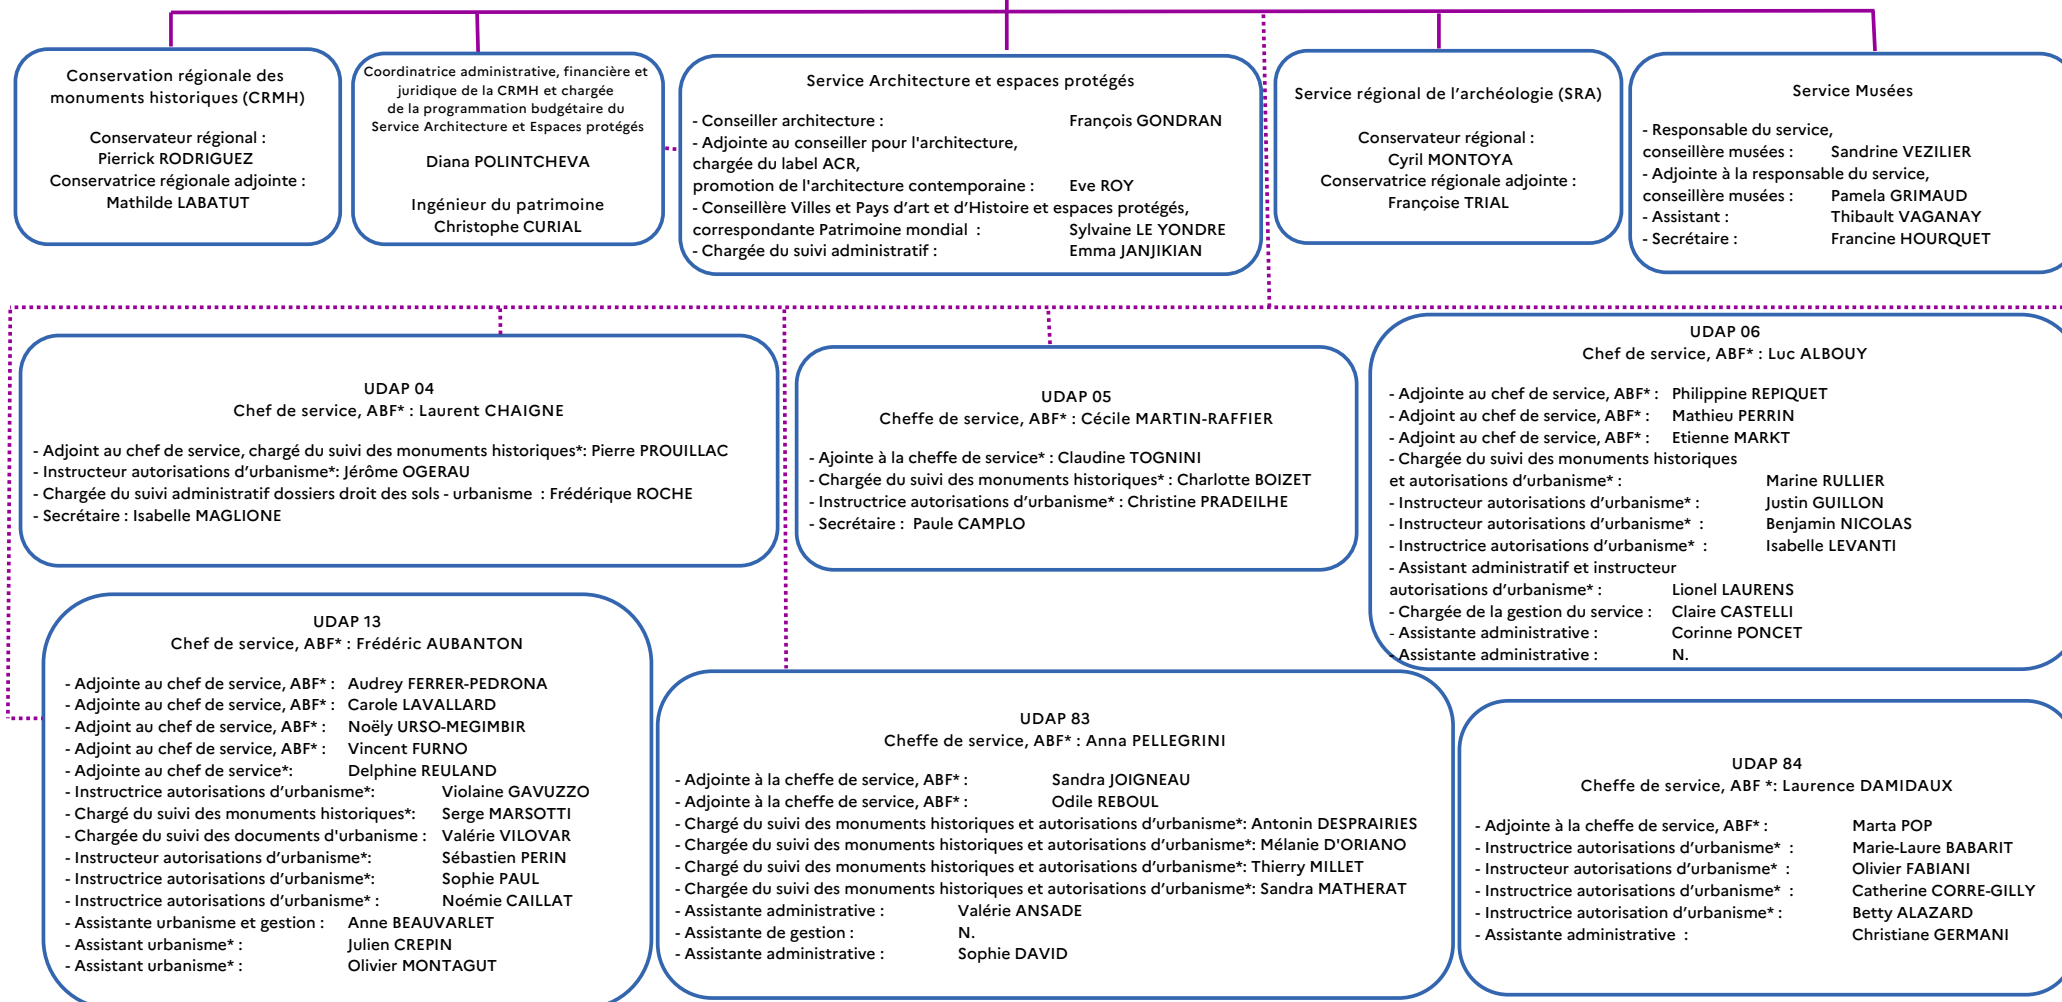 Conservation régionale des
monuments historiques (CRMH)
Conservateur régional :
Pierrick RODRIGUEZ
Conservatrice régionale adjointe :
Mathilde LABATUT
Coordinatrice administrative, financière et
juridique de la CRMH et chargée
de la programmation budgétaire du
Service Architecture et Espaces protégés
Diana POLINTCHEVA
Ingénieur du patrimoine
Christophe CURIAL
Service Architecture et espaces protégés
- Conseiller architecture : François GONDRAN
- Adjointe au conseiller pour l'architecture,
chargée du label ACR,
promotion de l'architecture contemporaine : Eve ROY
- Conseillère Villes et Pays d’art et d’Histoire et espaces protégés,
correspondante Patrimoine mondial : Sylvaine LE YONDRE
- Chargée du suivi administratif : Emma JANJIKIAN
Service régional de l’archéologie (SRA)
Conservateur régional :
Cyril MONTOYA
Conservatrice régionale adjointe :
Françoise TRIAL
Service Musées
- Responsable du service,
conseillère musées : Sandrine VEZILIER
- Adjointe à la responsable du service,
conseillère musées : Pamela GRIMAUD
- Assistant : Thibault VAGANAY
- Secrétaire : Francine HOURQUET
UDAP 04
Chef de service, ABF* : Laurent CHAIGNE
- Adjoint au chef de service, chargé du suivi des monuments historiques*: Pierre PROUILLAC
- Instructeur autorisations d’urbanisme*: Jérôme OGERAU
- Chargée du suivi administratif dossiers droit des sols - urbanisme : Frédérique ROCHE
- Secrétaire : Isabelle MAGLIONE
UDAP 05
Cheffe de service, ABF* : Cécile MARTIN-RAFFIER
- Ajointe à la cheffe de service* : Claudine TOGNINI
- Chargée du suivi des monuments historiques* : Charlotte BOIZET
- Instructrice autorisations d’urbanisme* : Christine PRADEILHE
- Secrétaire : Paule CAMPLO
UDAP 06
Chef de service, ABF* : Luc ALBOUY
- Adjointe au chef de service, ABF* : Philippine REPIQUET
- Adjoint au chef de service, ABF* : Mathieu PERRIN
- Adjoint au chef de service, ABF* : Etienne MARKT
- Chargée du suivi des monuments historiques
et autorisations d’urbanisme* : Marine RULLIER
- Instructeur autorisations d’urbanisme* : Justin GUILLON
- Instructeur autorisations d’urbanisme* : Benjamin NICOLAS
- Instructrice autorisations d’urbanisme* : Isabelle LEVANTI
- Assistant administratif et instructeur
autorisations d’urbanisme* : Lionel LAURENS
- Chargée de la gestion du service : Claire CASTELLI
- Assistante administrative : Corinne PONCET
- Assistante administrative : N.
UDAP 13
Chef de service, ABF* : Frédéric AUBANTON
- Adjointe au chef de service, ABF* : Audrey FERRER-PEDRONA
- Adjointe au chef de service, ABF* : Carole LAVALLARD
- Adjoint au chef de service, ABF* : Noëly URSO-MEGIMBIR
- Adjoint au chef de service, ABF* : Vincent FURNO
- Adjointe au chef de service*: Delphine REULAND
- Instructrice autorisations d’urbanisme*: Violaine GAVUZZO
- Chargé du suivi des monuments historiques*: Serge MARSOTTI
- Chargée du suivi des documents d'urbanisme : Valérie VILOVAR
- Instructeur autorisations d’urbanisme*: Sébastien PERIN
- Instructrice autorisations d’urbanisme*: Sophie PAUL
- Instructrice autorisations d’urbanisme* : Noémie CAILLAT
- Assistante urbanisme et gestion : Anne BEAUVARLET
- Assistant urbanisme* : Julien CREPIN
- Assistant urbanisme* : Olivier MONTAGUT
UDAP 83
Cheffe de service, ABF* : Anna PELLEGRINI
- Adjointe à la cheffe de service, ABF* : Sandra JOIGNEAU
- Adjointe à la cheffe de service, ABF* : Odile REBOUL
- Chargé du suivi des monuments historiques et autorisations d’urbanisme*: Antonin DESPRAIRIES
- Chargée du suivi des monuments historiques et autorisations d’urbanisme*: Mélanie D'ORIANO
- Chargé du suivi des monuments historiques et autorisations d’urbanisme*: Thierry MILLET
- Chargée du suivi des monuments historiques et autorisations d’urbanisme*: Sandra MATHERAT
- Assistante administrative : Valérie ANSADE
- Assistante de gestion : N.
- Assistante administrative : Sophie DAVID
UDAP 84
Cheffe de service, ABF *: Laurence DAMIDAUX
- Adjointe à la cheffe de service, ABF* : Marta POP
- Instructrice autorisations d’urbanisme* : Marie-Laure BABARIT
- Instructeur autorisations d’urbanisme* : Olivier FABIANI
- Instructrice autorisations d’urbanisme* : Catherine CORRE-GILLY
- Instructrice autorisation d’urbanisme* : Betty ALAZARD
- Assistante administrative : Christiane GERMANI